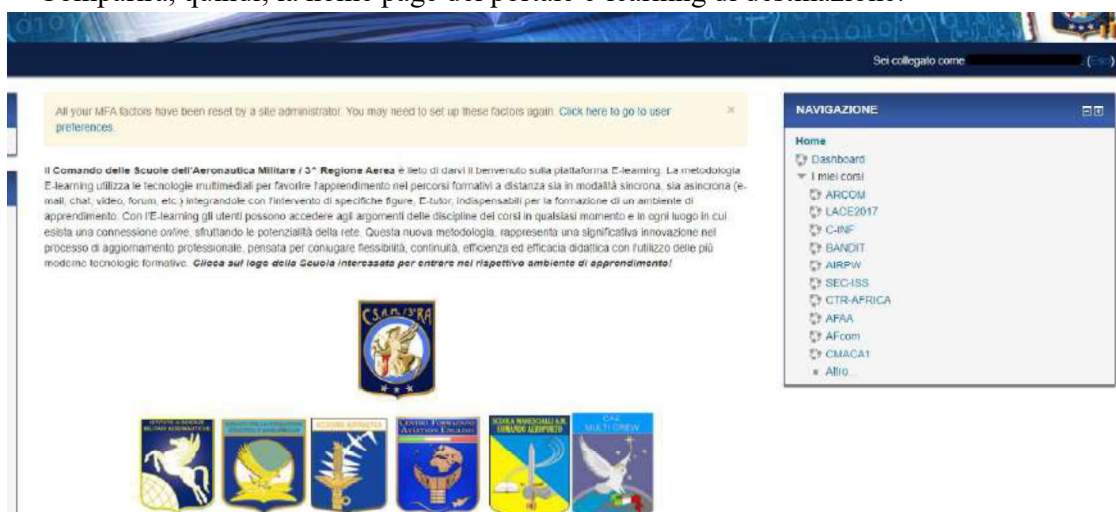 Comparirà, quindi, la home page del portale e-learning di destinazione:
Sei collegato come (Esci)
All your MFA factors have been reset by a site administrator. You may need to set up these factors again. Click here to go to user
preferences.
Il Comando delle Scuole dell'Aeronautica Militare / 3^ Regione Aerea è lieto di darvi il benvenuto sulla piattaforma E-learning. La metodologia
E-learning utilizza le tecnologie multimediali per favorire l'apprendimento nei percorsi formativi a distanza sia in modalità sincrona, sia asincrona (e-
mail, chat, video, forum, etc.) integrandole con l'intervento di specifiche figure, E-tutor, indispensabili per la formazione di un ambiente di
apprendimento. Con l'E-learning gli utenti possono accedere agli argomenti delle discipline dei corsi in qualsiasi momento e in ogni luogo in cui
esista una connessione online, sfruttando le potenzialità della rete. Questa nuova metodologia, rappresenta una significativa innovazione nel
processo di aggiornamento professionale, pensata per coniugare flessibilità, continuità, efficienza ed efficacia didattica con l'utilizzo delle più
moderne tecnologie formative. Clicca sul logo della Scuola interessata per entrare nel rispettivo ambiente di apprendimento!
NAVIGAZIONE
Home
Dashboard
I miei corsi
ARCOM
LACE2017
C-INF
BANDIT
AIRPW
SEC-ISS
CTR-AFRICA
AFAA
AFcom
CMACA1
Altro...
C.S.A.M./3ªR.A
ISTITUTO DI SCIENZE
MILITARI AERONAUTICHE
CENTRO FORMAZIONE
AVIATION ENGLISH
SCUOLA MARESCIALLI A.M.
COMANDO AEROPORTO
CAE
MULTI CREW